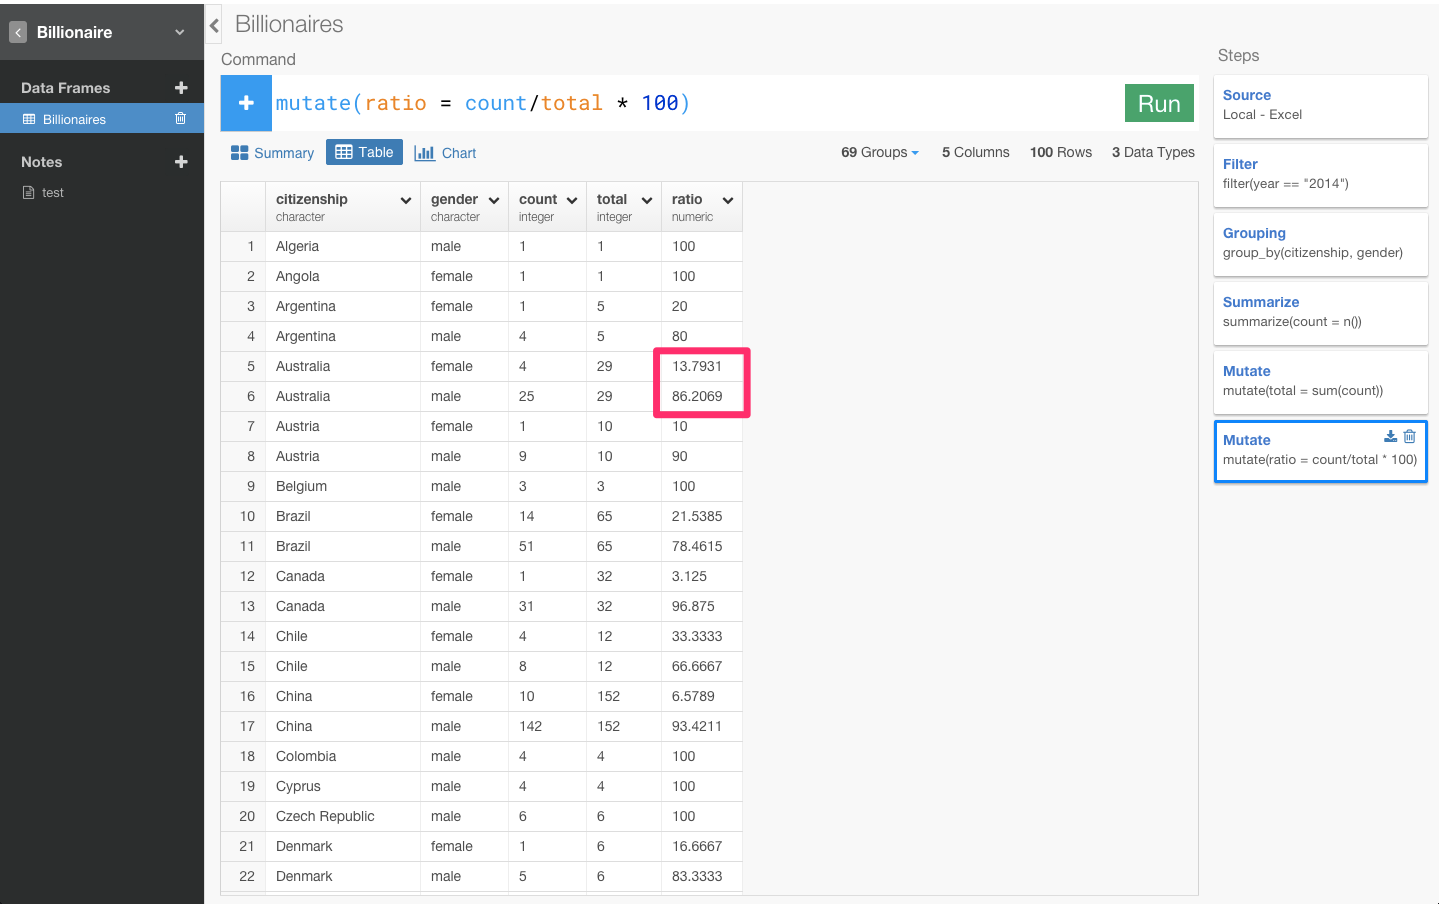 Billionaire
Data Frames
Billionaires
Notes
test
Billionaires
Command
mutate(ratio = count/total * 100)
Run
Summary Table Chart
69 Groups 5 Columns 100 Rows 3 Data Types
citizenship gender count total ratio
character character integer integer numeric
1 Algeria male 1 1 100
2 Angola female 1 1 100
3 Argentina female 1 5 20
4 Argentina male 4 5 80
5 Australia female 4 29 13.7931
6 Australia male 25 29 86.2069
7 Austria female 1 10 10
8 Austria male 9 10 90
9 Belgium male 3 3 100
10 Brazil female 14 65 21.5385
11 Brazil male 51 65 78.4615
12 Canada female 1 32 3.125
13 Canada male 31 32 96.875
14 Chile female 4 12 33.3333
15 Chile male 8 12 66.6667
16 China female 10 152 6.5789
17 China male 142 152 93.4211
18 Colombia male 4 4 100
19 Cyprus male 4 4 100
20 Czech Republic male 6 6 100
21 Denmark female 1 6 16.6667
22 Denmark male 5 6 83.3333
Steps
Source
Local - Excel
Filter
filter(year == "2014")
Grouping
group_by(citizenship, gender)
Summarize
summarize(count = n())
Mutate
mutate(total = sum(count))
Mutate
mutate(ratio = count/total * 100)